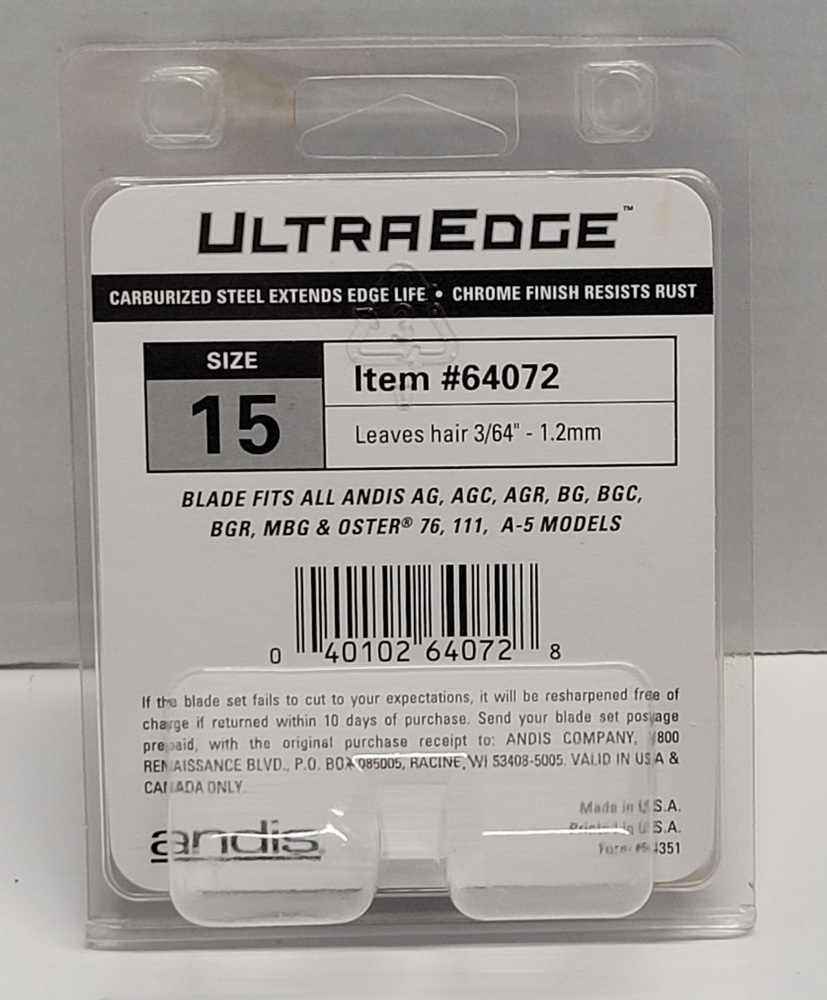 ULTRAEDGE™
CARBURIZED STEEL EXTENDS EDGE LIFE • CHROME FINISH RESISTS RUST
SIZE
15
Item #64072
Leaves hair 3/64" - 1.2mm
BLADE FITS ALL ANDIS AG, AGC, AGR, BG, BGC,
BGR, MBG & OSTER® 76, 111, A-5 MODELS
0 40102 64072 8
If the blade set fails to cut to your expectations, it will be resharpened free of
charge if returned within 10 days of purchase. Send your blade set postage
prepaid, with the original purchase receipt to: ANDIS COMPANY, 1800
RENAISSANCE BLVD., P.O. BOX 085005, RACINE, WI 53408-5005. VALID IN USA &
CANADA ONLY.
andis
Made in U.S.A.
Printed in U.S.A.
Form